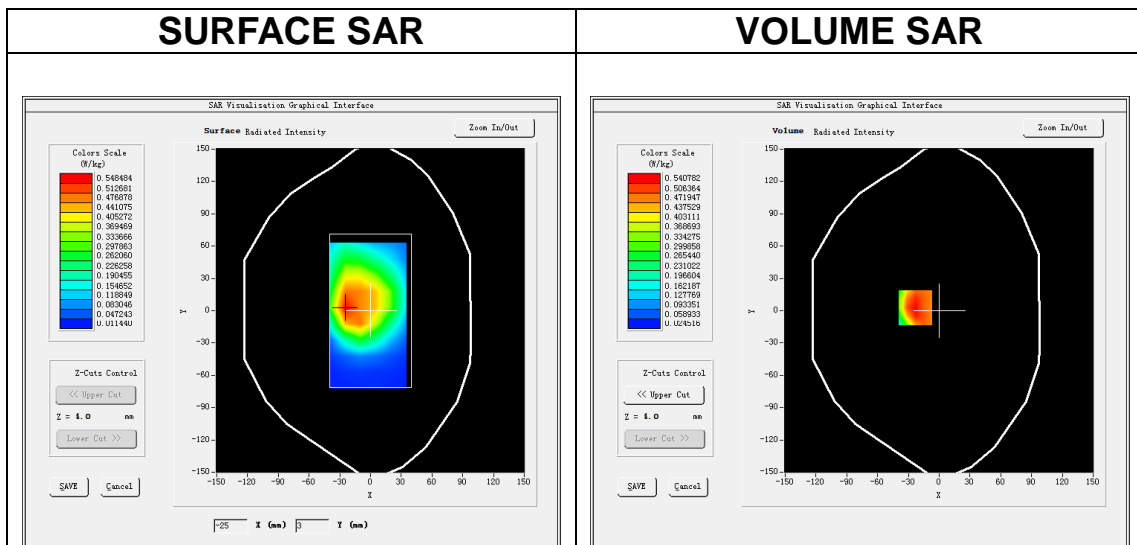 SURFACE SAR
VOLUME SAR
SAR Visualisation Graphical Interface
Surface Radiated Intensity
Zoom In/Out
Colors Scale
(W/kg)
0.548484
0.512681
0.476878
0.441075
0.405272
0.369469
0.333666
0.297863
0.262060
0.226258
0.190455
0.154652
0.118849
0.083046
0.047243
0.011440
Z-Cuts Control
<< Upper Cut
Z = 4.0 mm
Lower Cut >>
SAVE
Cancel
150
120
90
60
30
0
-30
-60
-90
-120
-150
Y
-150 -120 -90 -60 -30 0 30 60 90 120 150
X
-25 X (mm) 3 Y (mm)
SAR Visualisation Graphical Interface
Volume Radiated Intensity
Zoom In/Out
Colors Scale
(W/kg)
0.540782
0.506364
0.471947
0.437529
0.403111
0.368693
0.334275
0.299858
0.265440
0.231022
0.196604
0.162187
0.127769
0.093351
0.058933
0.024516
Z-Cuts Control
<< Upper Cut
Z = 4.0 mm
Lower Cut >>
SAVE
Cancel
150
120
90
60
30
0
-30
-60
-90
-120
-150
Y
-150 -120 -90 -60 -30 0 30 60 90 120 150
X